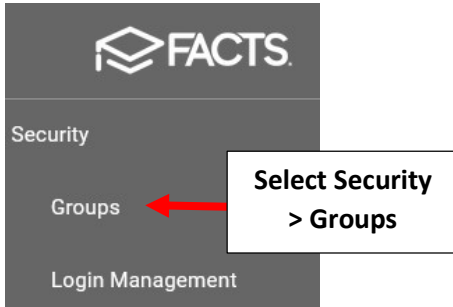 FACTS.
Security
Select Security
> Groups
Groups
Login Management